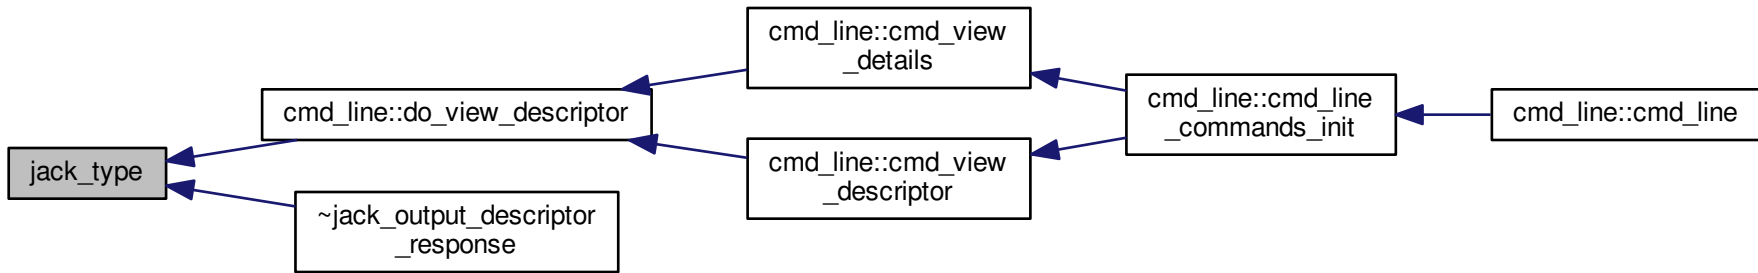 jack_type
cmd_line::do_view_descriptor
~jack_output_descriptor
_response
cmd_line::cmd_view
_details
cmd_line::cmd_view
_descriptor
cmd_line::cmd_line
_commands_init
cmd_line::cmd_line